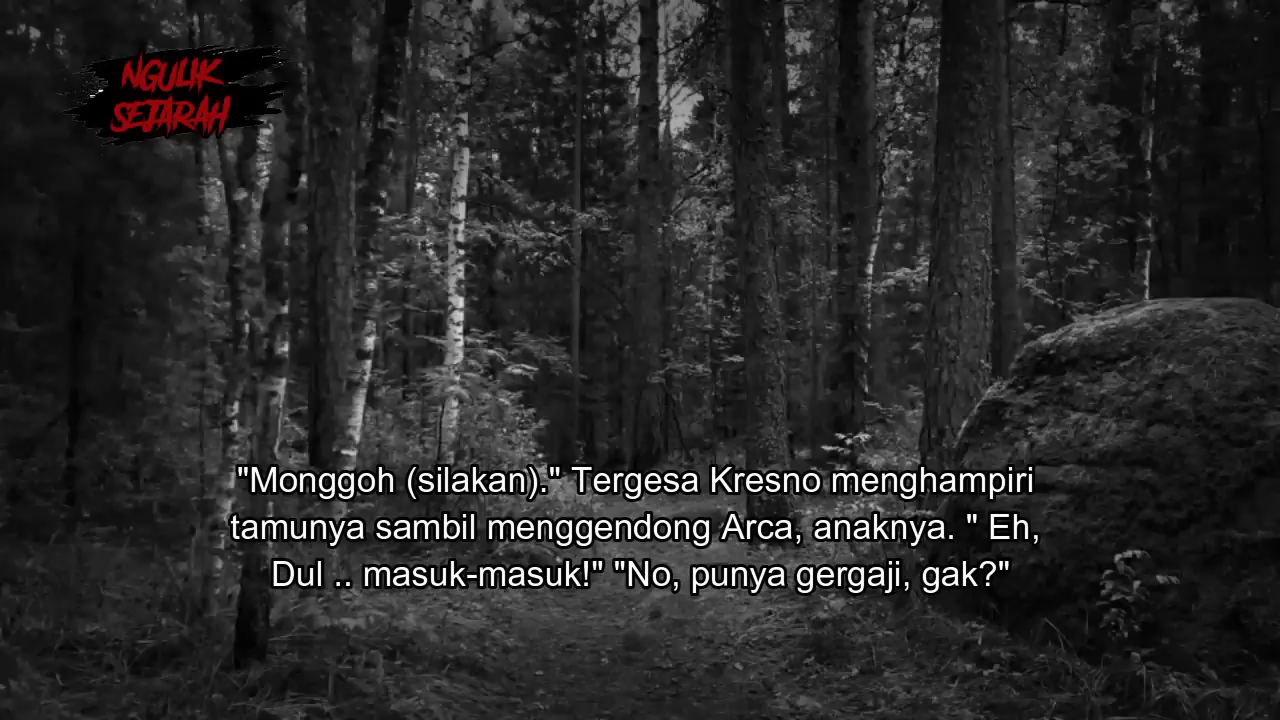 NGULIK
SEJARAH
"Monggoh (silakan)." Tergesa Kresno menghampiri
tamunya sambil menggendong Arca, anaknya. " Eh,
Dul .. masuk-masuk!" "No, punya gergaji, gak?"